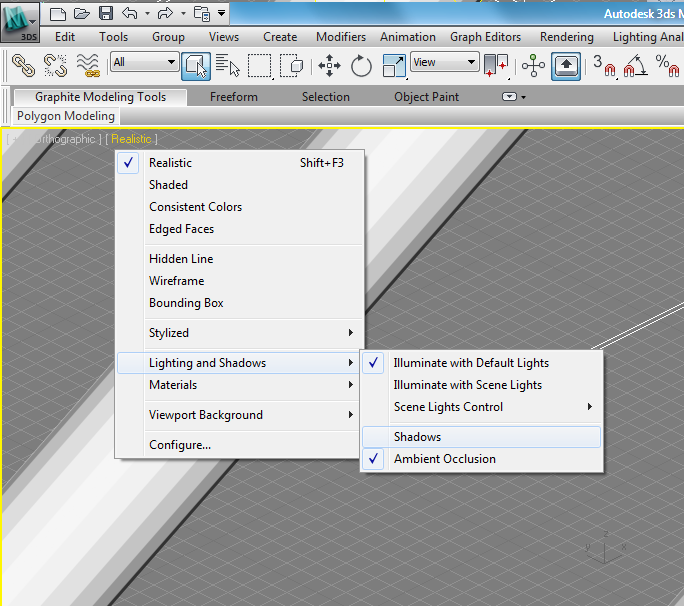 3DS
Autodesk 3ds M
Edit Tools Group Views Create Modifiers Animation Graph Editors Rendering Lighting Anal
All View 3 %
Graphite Modeling Tools Freeform Selection Object Paint
Polygon Modeling
orthographic ] [ Realistic ]
Realistic Shift+F3
Shaded
Consistent Colors
Edged Faces
Hidden Line
Wireframe
Bounding Box
Stylized
Lighting and Shadows
Materials
Viewport Background
Configure...
Illuminate with Default Lights
Illuminate with Scene Lights
Scene Lights Control
Shadows
Ambient Occlusion
z
y x